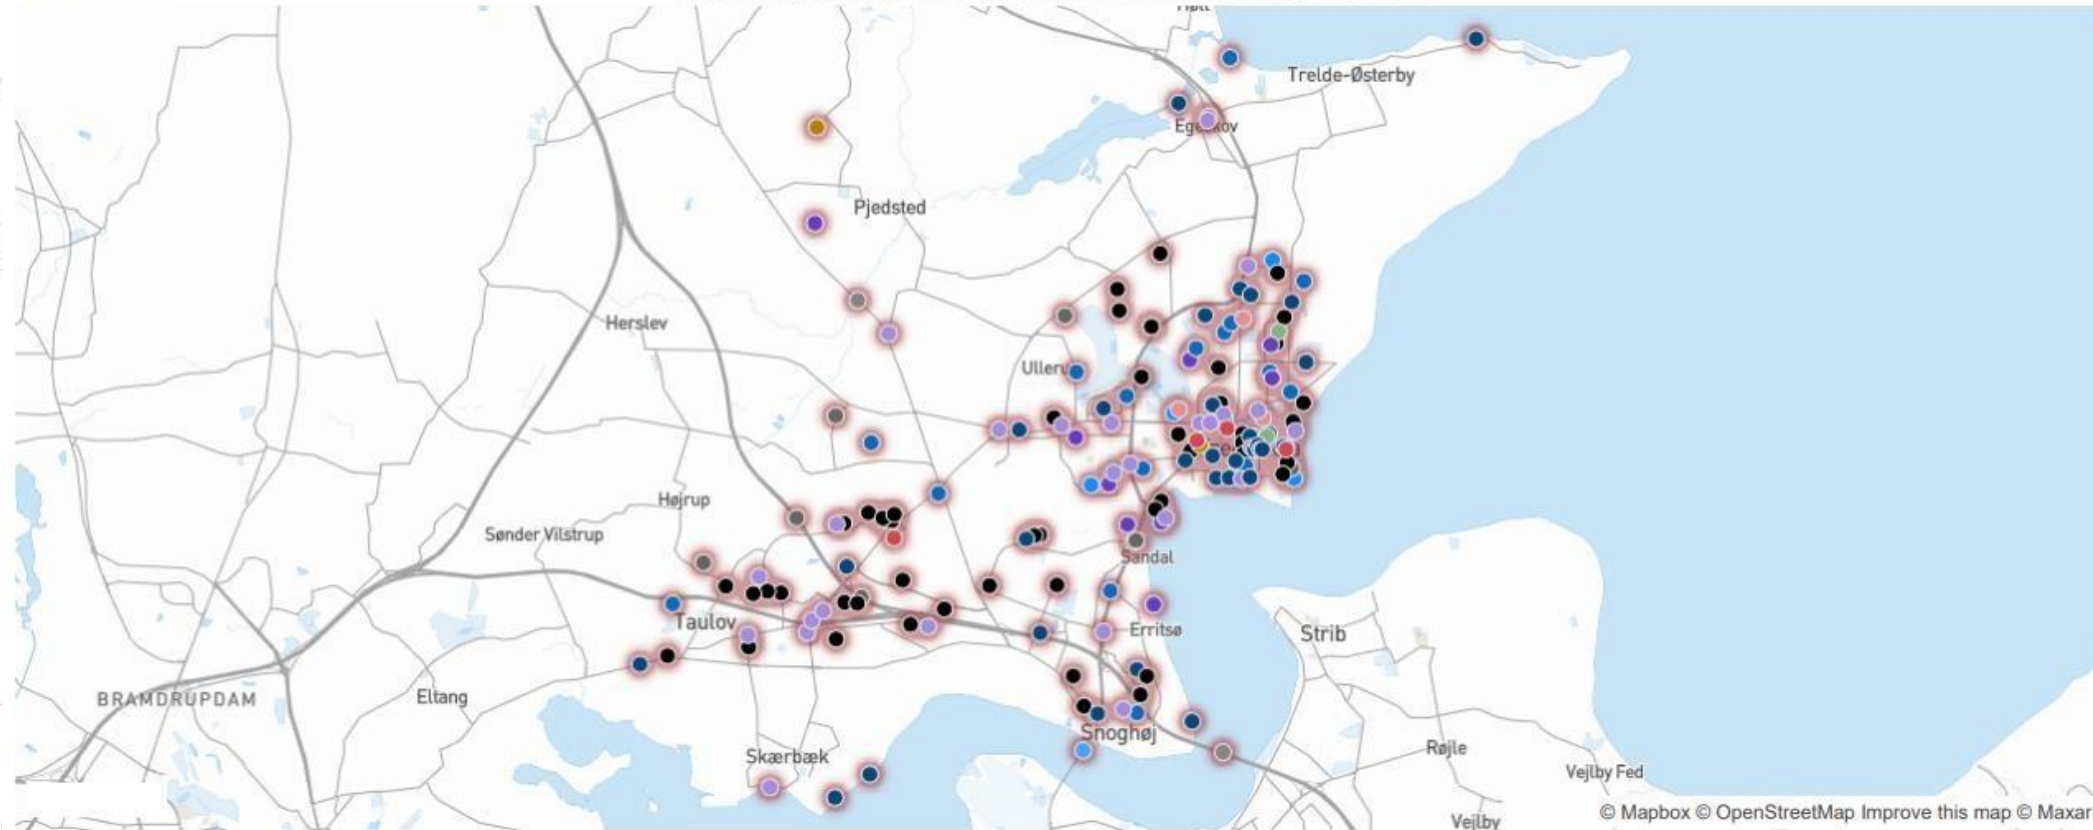 Trelde-Østerby
Pjedsted
Herslev
Højrup
Sønder Vilstrup
Sandal
Taulov
Erritsø
Strib
BRAMDRUPDAM
Eltang
Snoghøj
Skærbæk
Røjle
Vejlby Fed
© Mapbox © OpenStreetMap Improve this map © Maxar
Vejlby